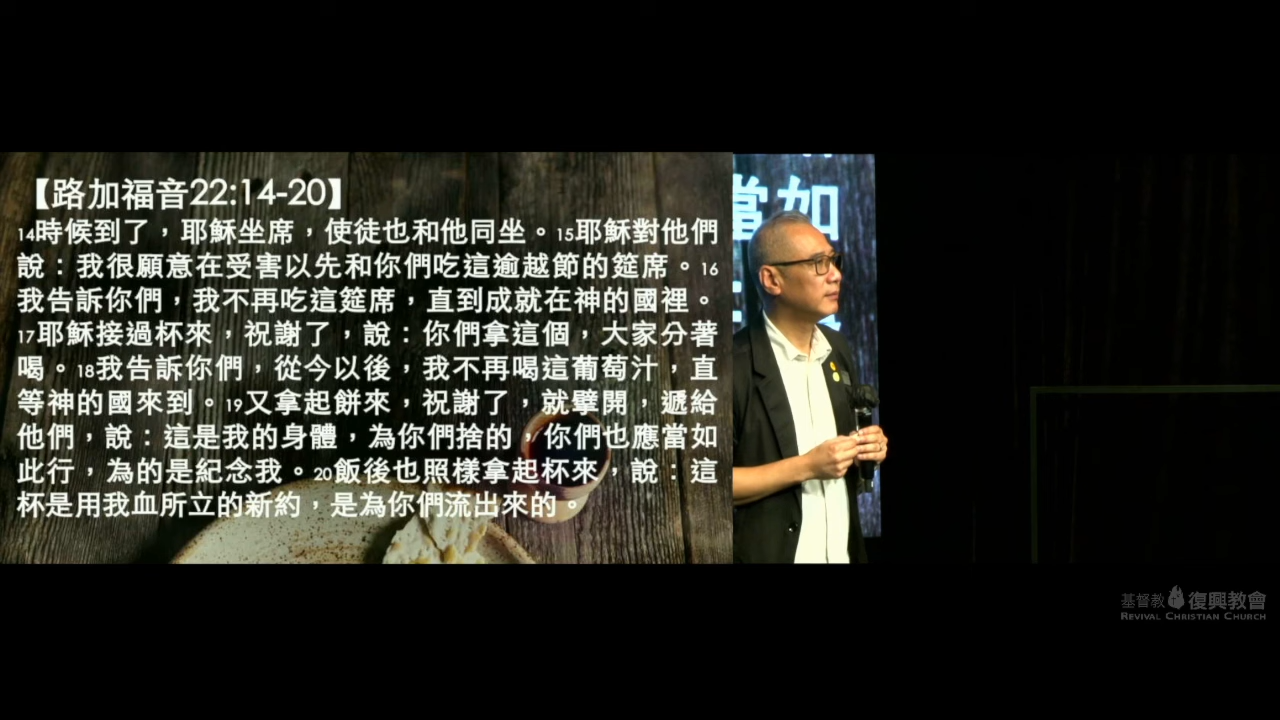 【路加福音22:14-20】
14時候到了，耶穌坐席，使徒也和他同坐。15耶穌對他們
說：我很願意在受害以先和你們吃這逾越節的筵席。16
我告訴你們，我不再吃這筵席，直到成就在神的國裡。
17耶穌接過杯來，祝謝了，說：你們拿這個，大家分著
喝。18我告訴你們，從今以後，我不再喝這葡萄汁，直
等神的國來到。19又拿起餅來，祝謝了，就擘開，遞給
他們，說：這是我的身體，為你們捨的，你們也應當如
此行，為的是紀念我。20飯後也照樣拿起杯來，說：這
杯是用我血所立的新約，是為你們流出來的。
當如
基督教 復興教會
REVIVAL CHRISTIAN CHURCH